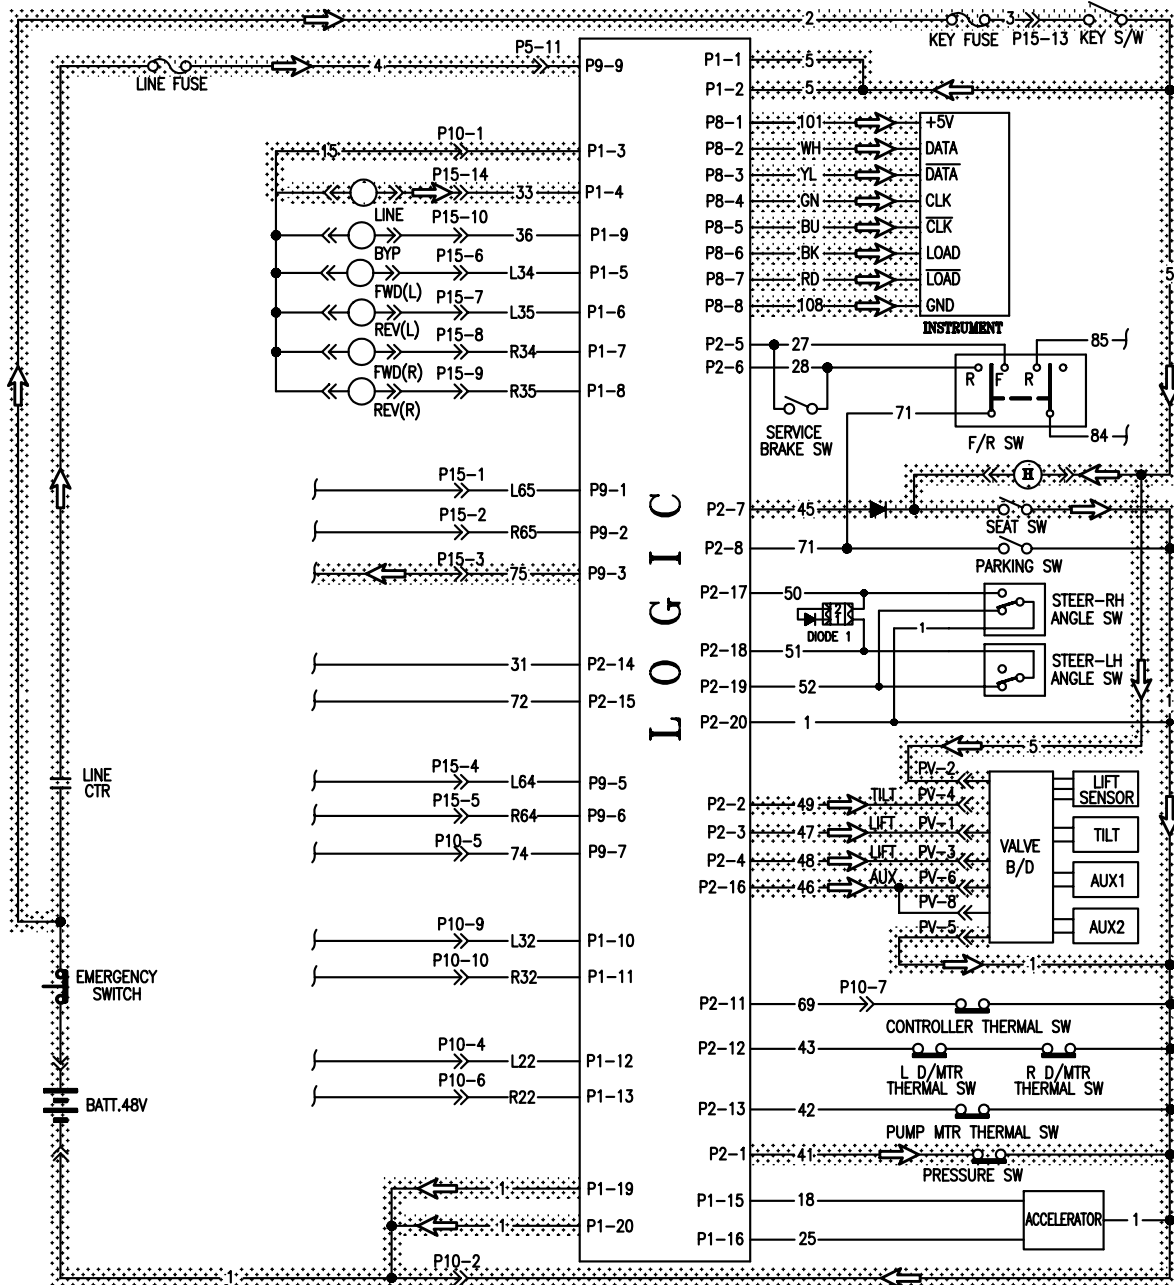 2 KEY FUSE 3 P15-13 KEY S/W
LINE FUSE 4 P5-11 P9-9
P10-1 15 P1-3
P15-14 33 P1-4
LINE
P15-10 36 P1-9
BYP
P15-6 L34 P1-5
FWD(L)
P15-7 L35 P1-6
REV(L)
P15-8 R34 P1-7
FWD(R)
P15-9 R35 P1-8
REV(R)
P15-1 L65 P9-1
P15-2 R65 P9-2
P15-3 75 P9-3
31 P2-14
72 P2-15
LINE
CTR
P15-4 L64 P9-5
P15-5 R64 P9-6
P10-5 74 P9-7
P10-9 L32 P1-10
P10-10 R32 P1-11
EMERGENCY
SWITCH
P10-4 L22 P1-12
P10-6 R22 P1-13
BATT.48V
1 P1-19
1 P1-20
1 P10-2
LOGIC
P1-1 5
P1-2 5
P8-1 101 +5V
P8-2 WH DATA
P8-3 YL DATA
P8-4 GN CLK
P8-5 BU CLK
P8-6 BK LOAD
P8-7 RD LOAD
P8-8 108 GND
INSTRUMENT
5
P2-5 27 85
P2-6 28 R F R
71
84
SERVICE
BRAKE SW
F/R SW
H
P2-7 45
SEAT SW
P2-8 71
PARKING SW
P2-17 50
2
1
DIODE 1
1
STEER-RH
ANGLE SW
P2-18 51
STEER-LH
ANGLE SW
P2-19 52
1
P2-20 1
5
PV-2
P2-2 49 TILT PV-4
P2-3 47 LIFT PV-1
P2-4 48 LIFT PV-3
P2-16 46 AUX PV-6
PV-8
PV-5
1
VALVE
B/D
LIFT
SENSOR
TILT
AUX1
AUX2
P2-11 69 P10-7
CONTROLLER THERMAL SW
P2-12 43
L D/MTR
THERMAL SW
R D/MTR
THERMAL SW
P2-13 42
PUMP MTR THERMAL SW
P2-1 41
PRESSURE SW
P1-15 18
ACCELERATOR 1
P1-16 25